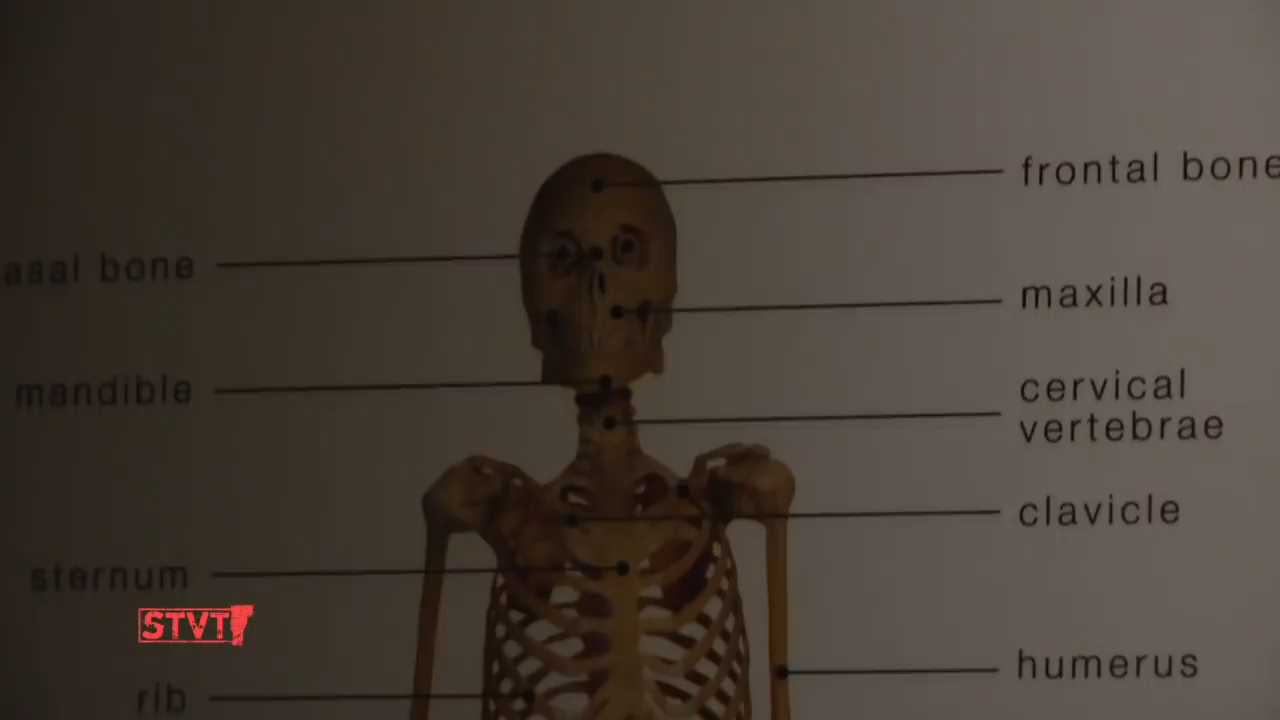 frontal bone
asal bone
maxilla
mandible
cervical
vertebrae
clavicle
sternum
STVT
humerus
rib